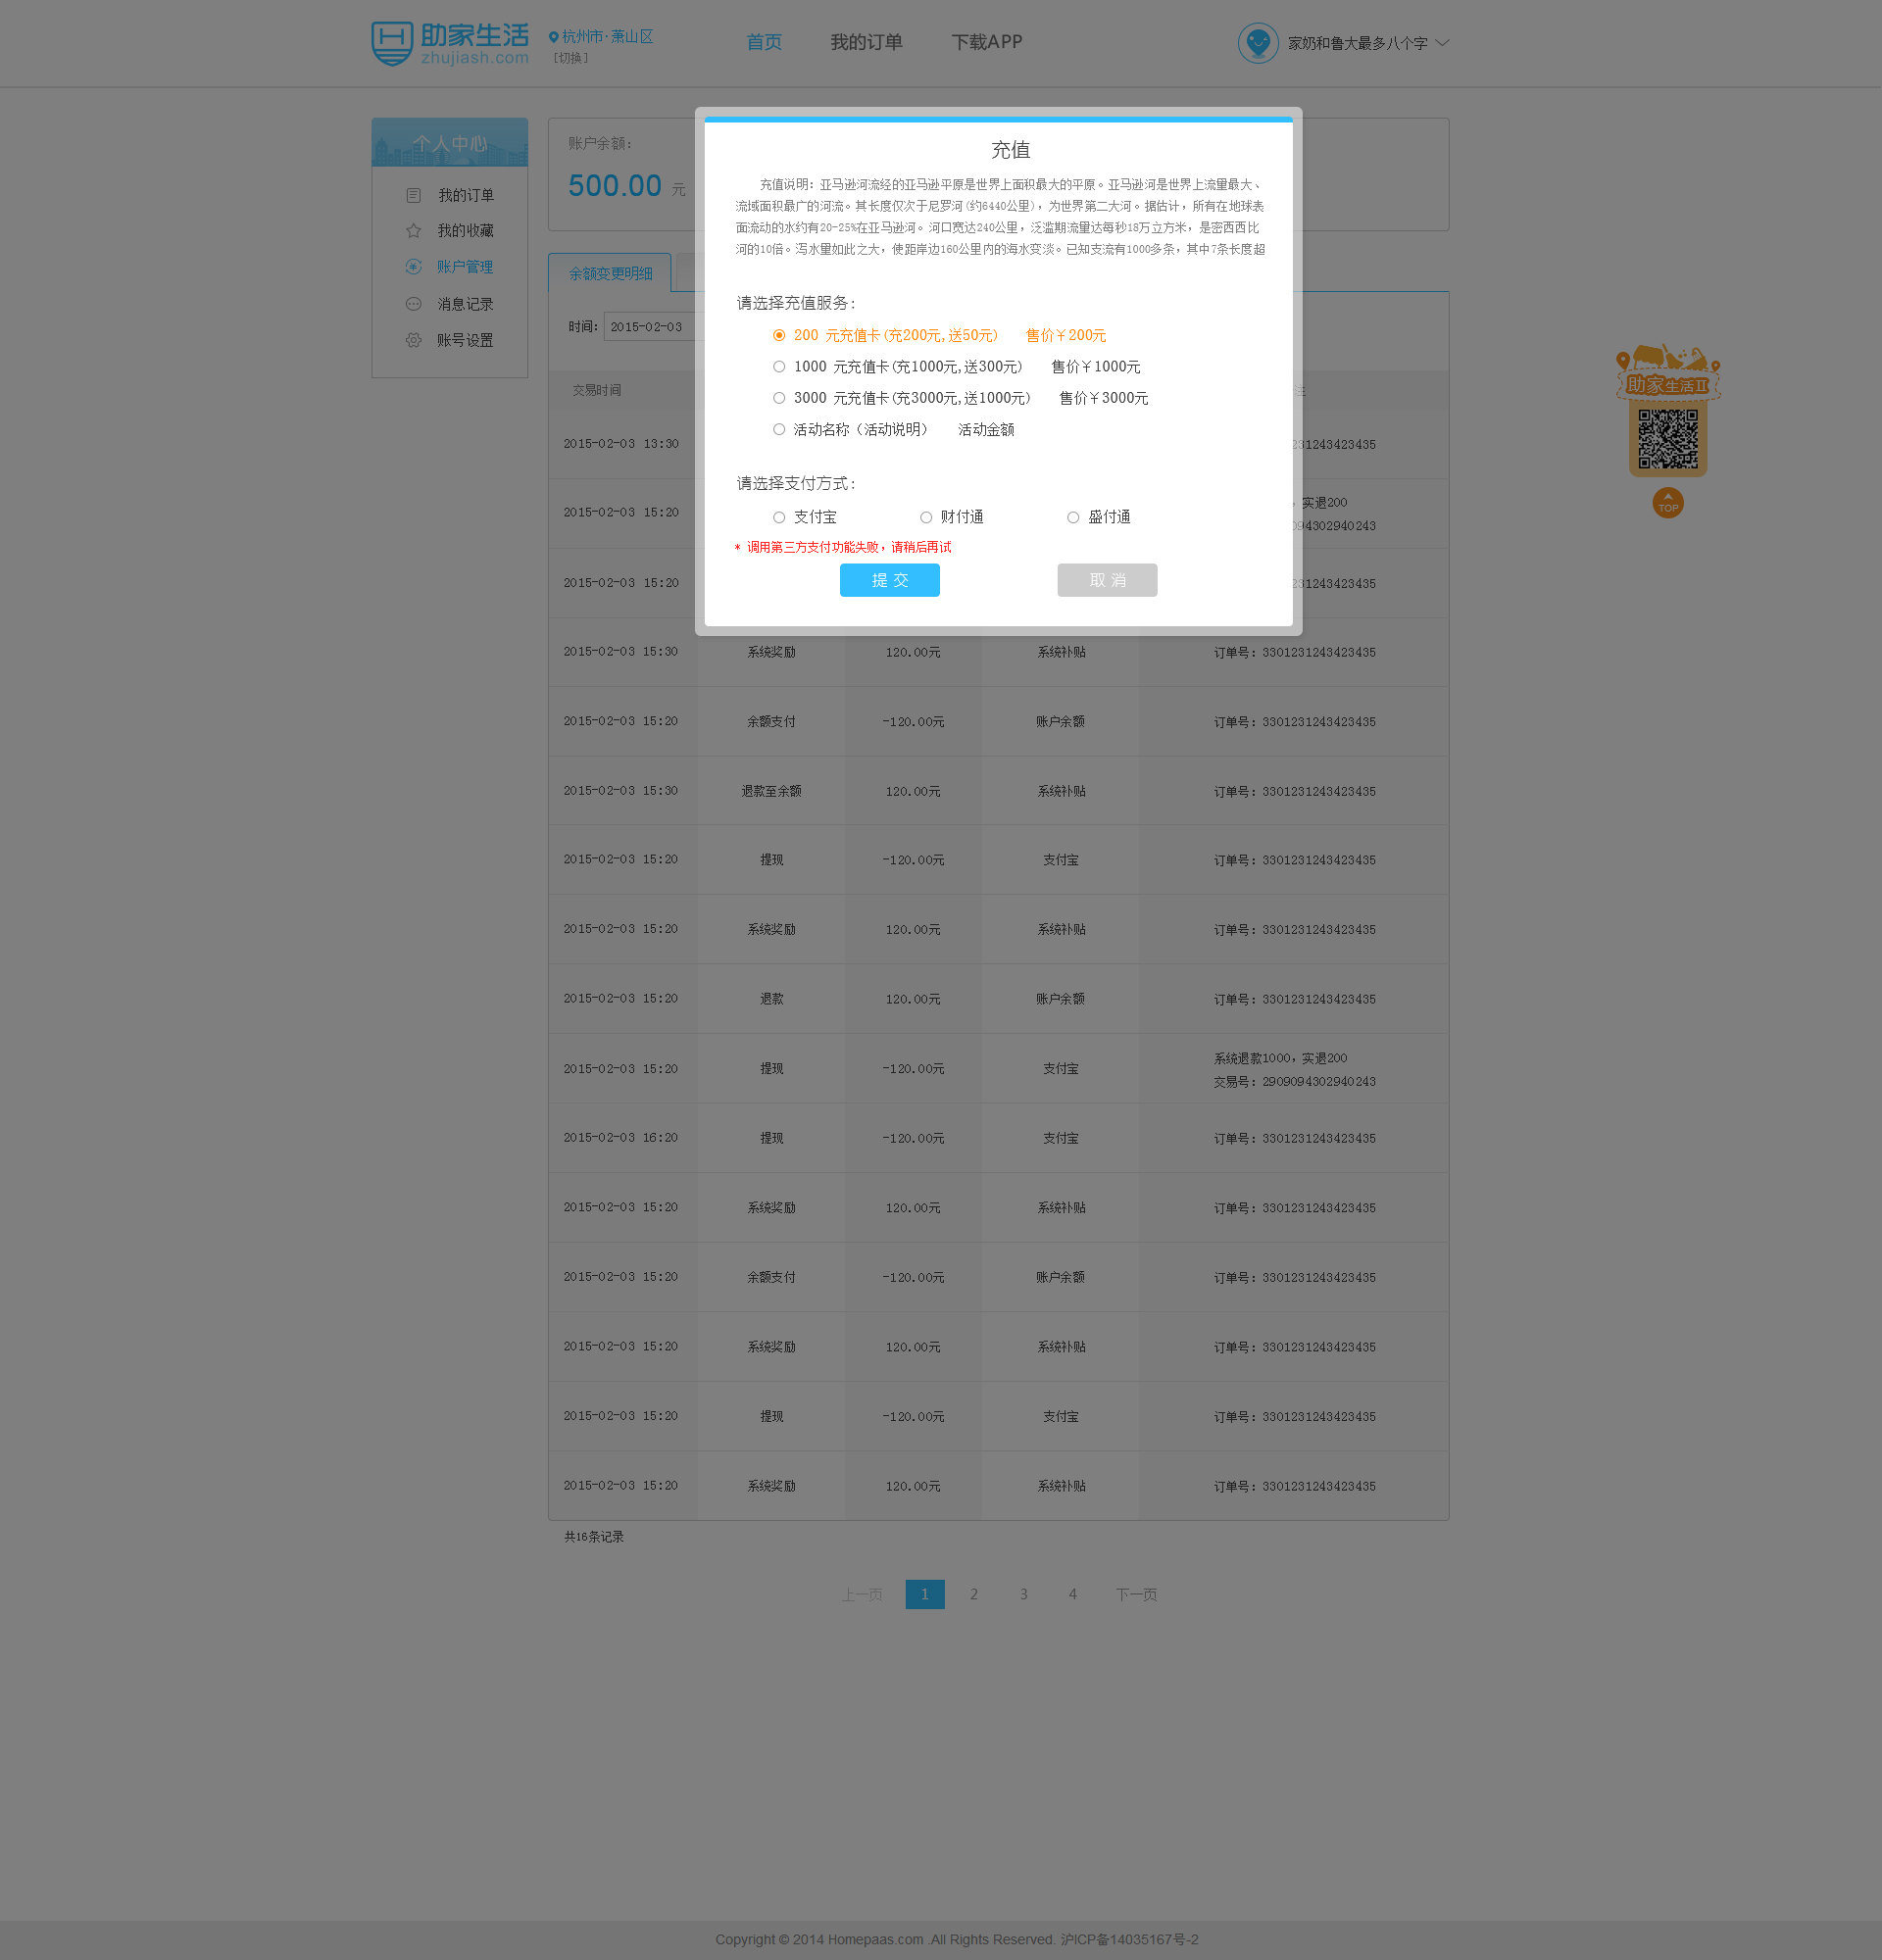 助家生活
zhujiash.com
杭州市·萧山区
[切换]
首页
我的订单
下载APP
家奶和鲁大最多八个字
个人中心
我的订单
我的收藏
账户管理
消息记录
账号设置
账户余额:
500.00 元
余额变更明细
时间: 2015-02-03
充值
充值说明: 亚马逊河流经的亚马逊平原是世界上面积最大的平原。亚马逊河是世界上流量最大、
流域面积最广的河流。其长度仅次于尼罗河(约6440公里), 为世界第二大河。据估计, 所有在地球表
面流动的水约有20-25%在亚马逊河。河口宽达240公里, 泛滥期流量达每秒18万立方米, 是密西西比
河的10倍。泻水量如此之大, 使距岸边160公里内的海水变淡。已知支流有1000多条, 其中7条长度超
请选择充值服务:
200 元充值卡(充200元,送50元) 售价￥200元
1000 元充值卡(充1000元,送300元) 售价￥1000元
3000 元充值卡(充3000元,送1000元) 售价￥3000元
活动名称 (活动说明) 活动金额
请选择支付方式:
支付宝 财付通 盛付通
* 调用第三方支付功能失败, 请稍后再试
提 交
取 消
助家生活II
TOP
交易时间 注
2015-02-03 13:30 31243423435
2015-02-03 15:20 , 实退200
94302940243
2015-02-03 15:20 31243423435
2015-02-03 15:30 系统奖励 120.00元 系统补贴 订单号: 3301231243423435
2015-02-03 15:20 余额支付 -120.00元 账户余额 订单号: 3301231243423435
2015-02-03 15:30 退款至余额 120.00元 系统补贴 订单号: 3301231243423435
2015-02-03 15:20 提现 -120.00元 支付宝 订单号: 3301231243423435
2015-02-03 15:20 系统奖励 120.00元 系统补贴 订单号: 3301231243423435
2015-02-03 15:20 退款 120.00元 账户余额 订单号: 3301231243423435
2015-02-03 15:20 提现 -120.00元 支付宝 系统退款1000, 实退200
交易号: 2909094302940243
2015-02-03 16:20 提现 -120.00元 支付宝 订单号: 3301231243423435
2015-02-03 15:20 系统奖励 120.00元 系统补贴 订单号: 3301231243423435
2015-02-03 15:20 余额支付 -120.00元 账户余额 订单号: 3301231243423435
2015-02-03 15:20 系统奖励 120.00元 系统补贴 订单号: 3301231243423435
2015-02-03 15:20 提现 -120.00元 支付宝 订单号: 3301231243423435
2015-02-03 15:20 系统奖励 120.00元 系统补贴 订单号: 3301231243423435
共16条记录
上一页 1 2 3 4 下一页
Copyright © 2014 Homepaas.com .All Rights Reserved. 沪ICP备14035167号-2